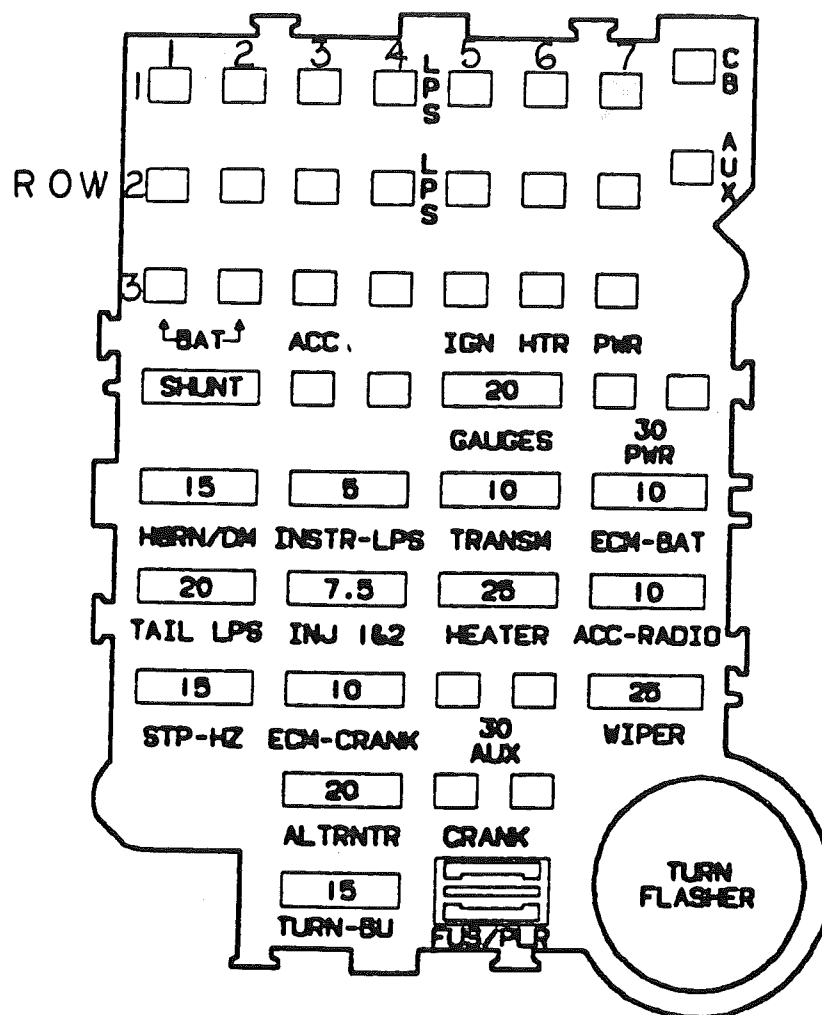 1 2 3 4 5 6 7
LPS
CB
1
ROW 2
LPS
AUX
3
BAT ACC. IGN HTR PWR
SHUNT 20
GAUGES 30 PWR
15 5 10 10
HORN/DM INSTR-LPS TRANSM ECM-BAT
20 7.5 25 10
TAIL LPS INJ 1&2 HEATER ACC-RADIO
15 10 25
STP-HZ ECM-CRANK 30 AUX WIPER
20
ALTRNTR CRANK
15
TURN-BU FUS/PLR
TURN
FLASHER